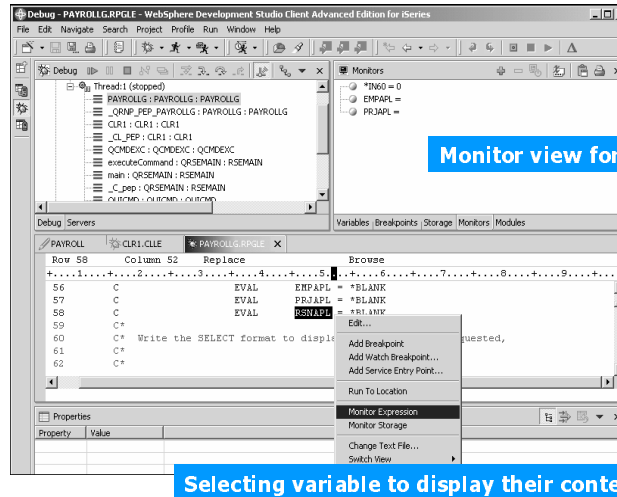 Debug - PAYROLLG.RPGLE - WebSphere Development Studio Client Advanced Edition for iSeries
File Edit Navigate Search Project Profile Run Window Help
Debug
Thread:1 (stopped)
PAYROLLG : PAYROLLG : PAYROLLG
_QRNP_PEP_PAYROLLG : PAYROLLG : PAYROLLG
CLR1 : CLR1 : CLR1
_CL_PEP : CLR1 : CLR1
QCMDEXC : QCMDEXC : QCMDEXC
executeCommand : QRSEMAIN : RSEMAIN
main : QRSEMAIN : RSEMAIN
_C_pep : QRSEMAIN : RSEMAIN
QUICMD : QUICMD : QUICMD
Debug Servers
Monitors
*IN60 = 0
EMPAPL =
PRJAPL =
Monitor view for
Variables Breakpoints Storage Monitors Modules
PAYROLL CLR1.CLLE PAYROLLG.RPGLE
Row 58 Column 52 Replace Browse
+....1....+....2....+....3....+....4....+....5....+....6....+....7....+....8....+....9....+...
56 C EVAL EMPAPL = *BLANK
57 C EVAL PRJAPL = *BLANK
58 C EVAL RSNAPL = *BLANK
59 C*
60 C* Write the SELECT format to displ quested,
61 C*
62 C*
Edit...
Add Breakpoint
Add Watch Breakpoint...
Add Service Entry Point...
Run To Location
Monitor Expression
Monitor Storage
Change Text File...
Switch View
Properties
Property Value
Selecting variable to display their conte